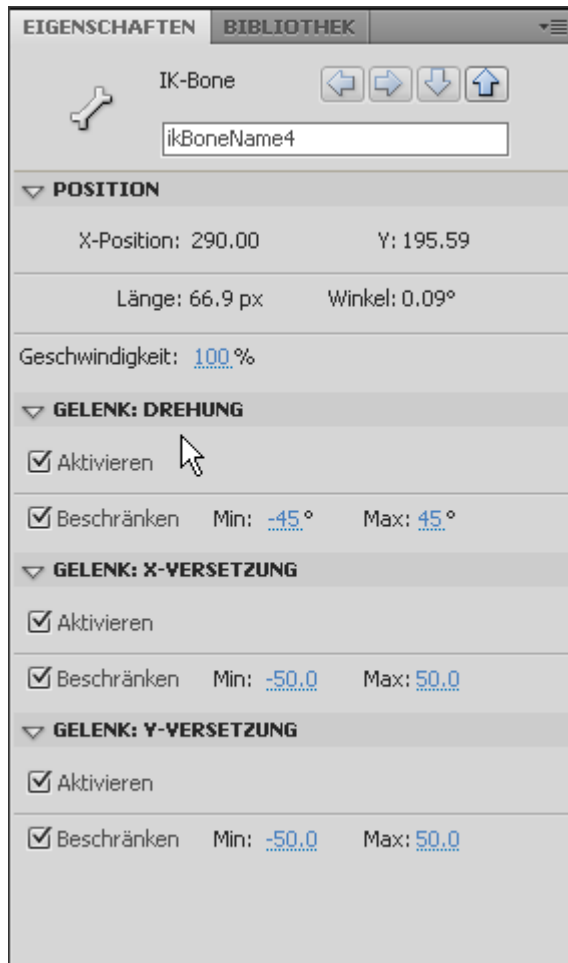 EIGENSCHAFTEN BIBLIOTHEK
IK-Bone
ikBoneName4
POSITION
X-Position: 290.00 Y: 195.59
Länge: 66.9 px Winkel: 0.09°
Geschwindigkeit: 100 %
GELENK: DREHUNG
Aktivieren
Beschränken Min: -45 ° Max: 45 °
GELENK: X-VERSETZUNG
Aktivieren
Beschränken Min: -50.0 Max: 50.0
GELENK: Y-VERSETZUNG
Aktivieren
Beschränken Min: -50.0 Max: 50.0